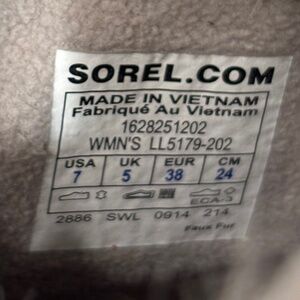 SOREL.COM
MADE IN VIETNAM
Fabriqué Au Vietnam
1628251202
WMN'S LL5179-202
USA UK EUR CM
7 5 38 24
ECA-3
2886 SWL 0914 214
Faux Fur